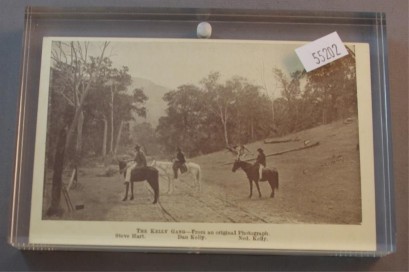 55202
THE KELLY GANG—From an original Photograph.
Steve Hart. Dan Kelly. Ned. Kelly.